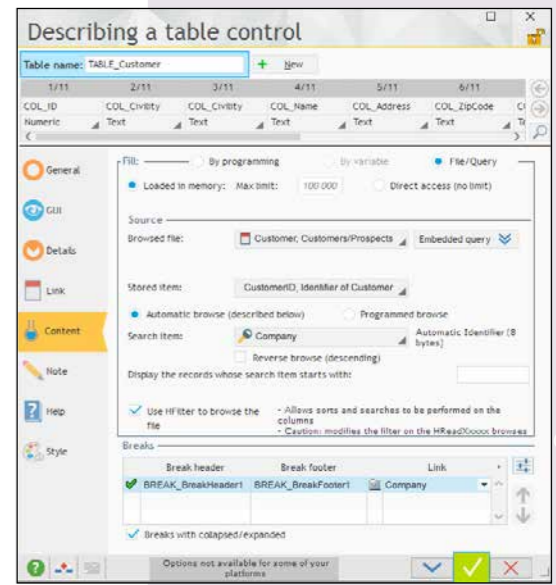 Describing a table control
Table name: TABLE_Customer + New
1/11 2/11 3/11 4/11 5/11 6/11
COL_ID COL_Civility COL_Civility COL_Name COL_Address COL_ZipCode
Numeric Text Text Text Text Text
General
GUI
Details
Link
Content
Note
Help
Style
Fill: By programming By variable File/Query
Loaded in memory: Max limit: 100 000 Direct access (no limit)
Source
Browsed file: Customer, Customers/Prospects Embedded query
Stored item: CustomerID, Identifier of Customer
Automatic browse (described below) Programmed browse
Search item: Company Automatic Identifier (8
bytes)
Reverse browse (descending)
Display the records whose search item starts with:
Use HFilter to browse the - Allows sorts and searches to be performed on the
file columns
- Caution: modifies the filter on the HReadXxxxx browses
Breaks
Break header Break footer Link
BREAK_BreakHeader1 BREAK_BreakFooter1 Company
Breaks with collapsed/expanded
Options not available for some of your
platforms